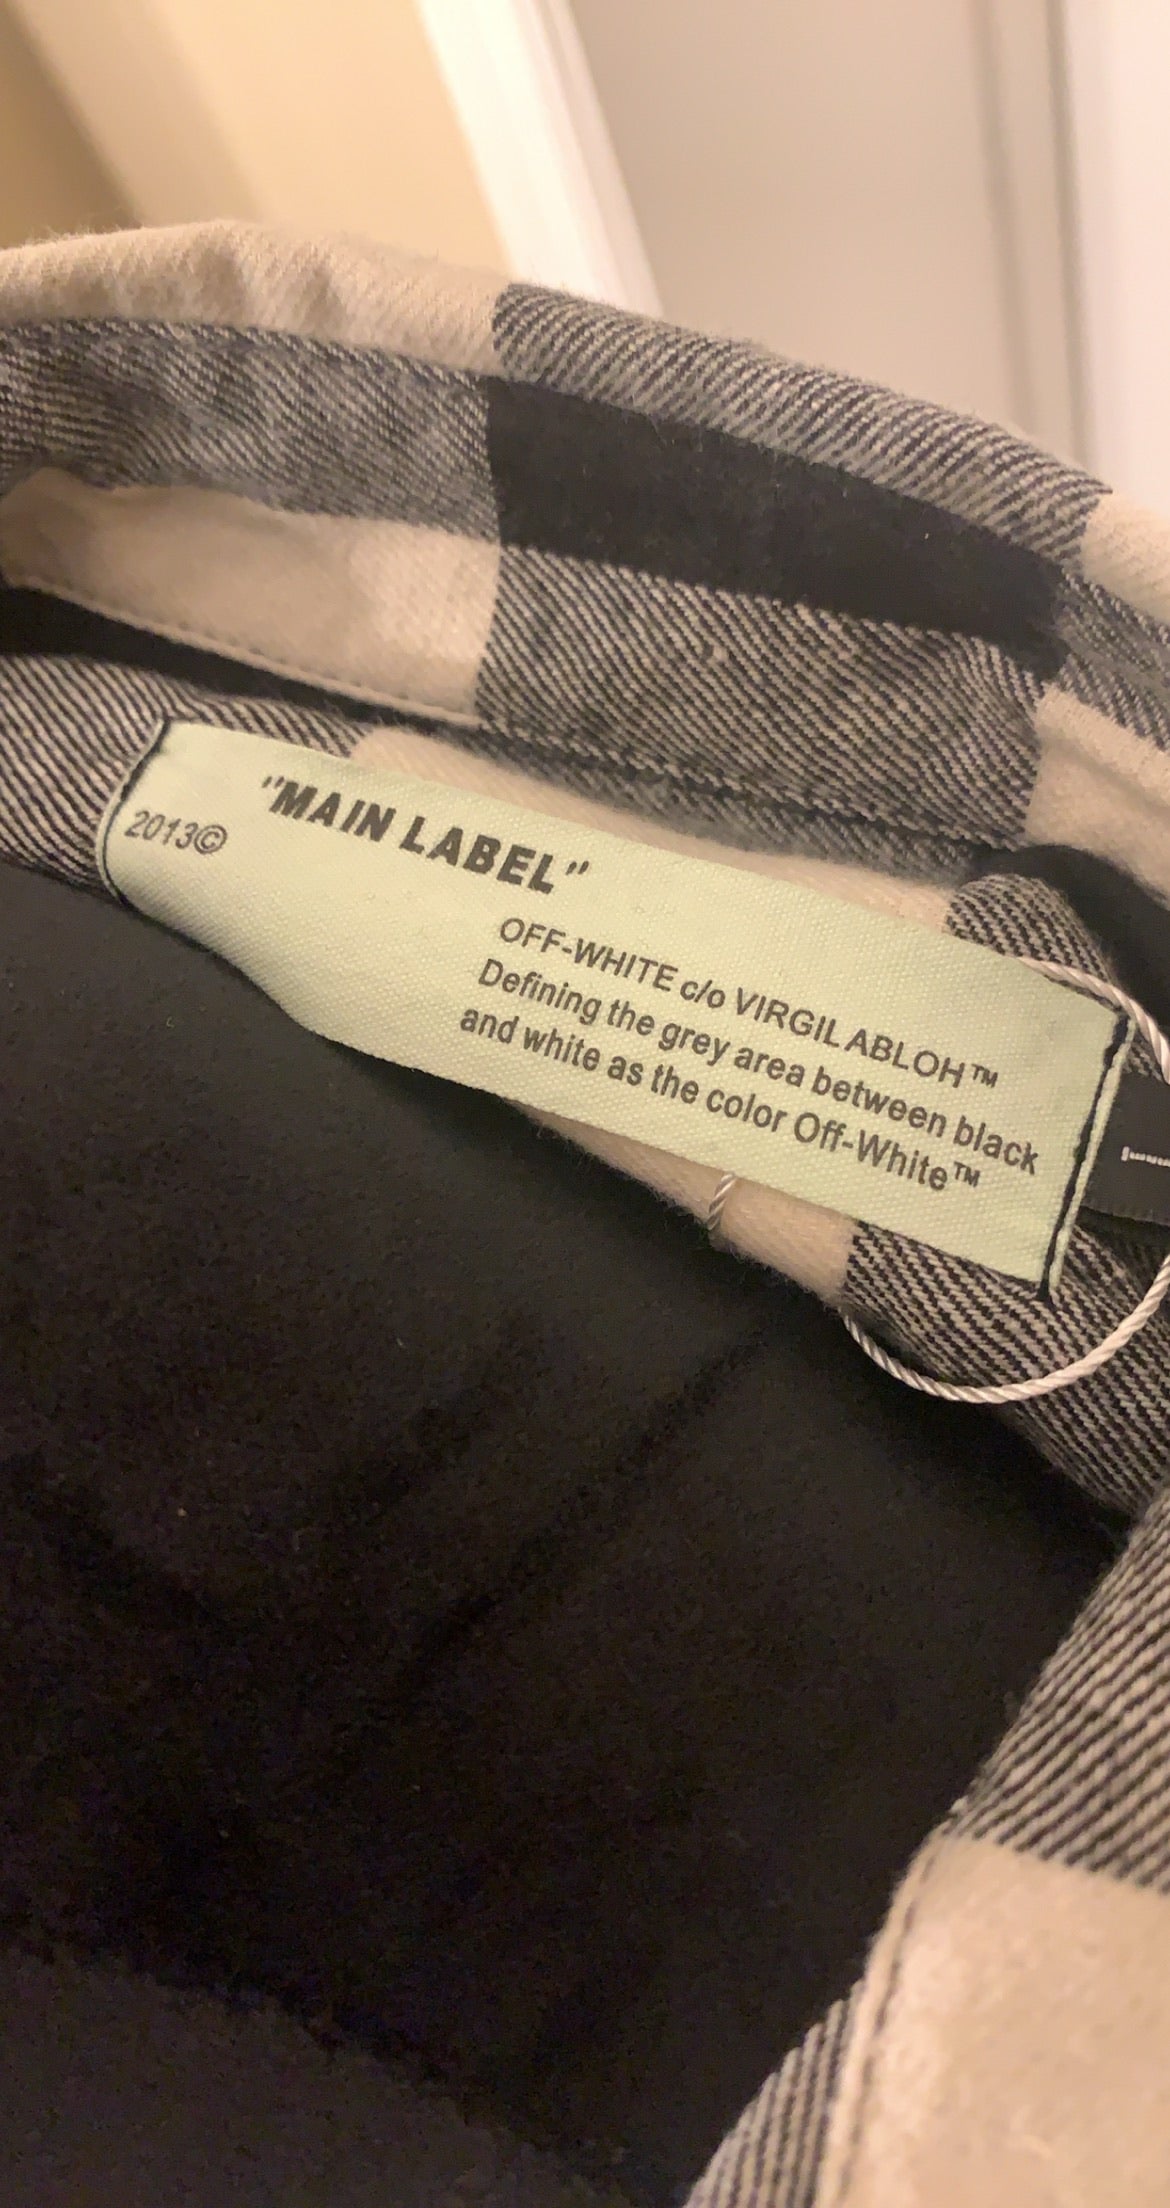 "MAIN LABEL"
2013©
OFF-WHITE c/o VIRGIL ABLOH™
Defining the grey area between black
and white as the color Off-White™